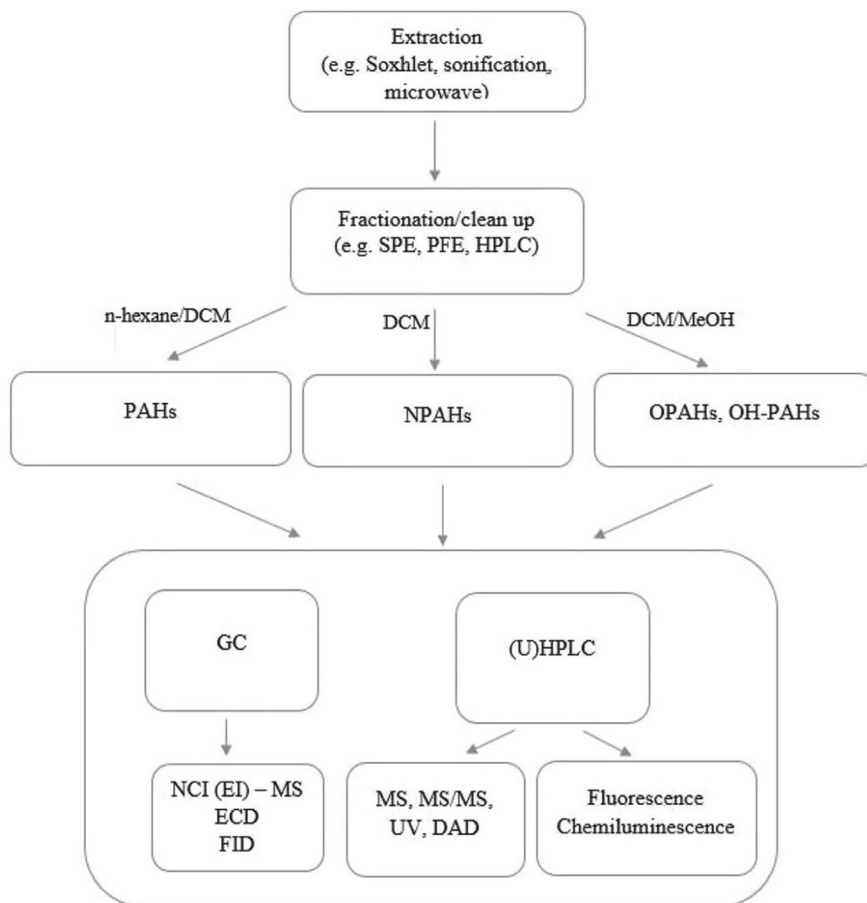 Extraction
(e.g. Soxhlet, sonification,
microwave)
Fractionation/clean up
(e.g. SPE, PFE, HPLC)
n-hexane/DCM
DCM
DCM/MeOH
PAHs
NPAHs
OPAHs, OH-PAHs
GC
(U)HPLC
NCI (EI) – MS
ECD
FID
MS, MS/MS,
UV, DAD
Fluorescence
Chemiluminescence